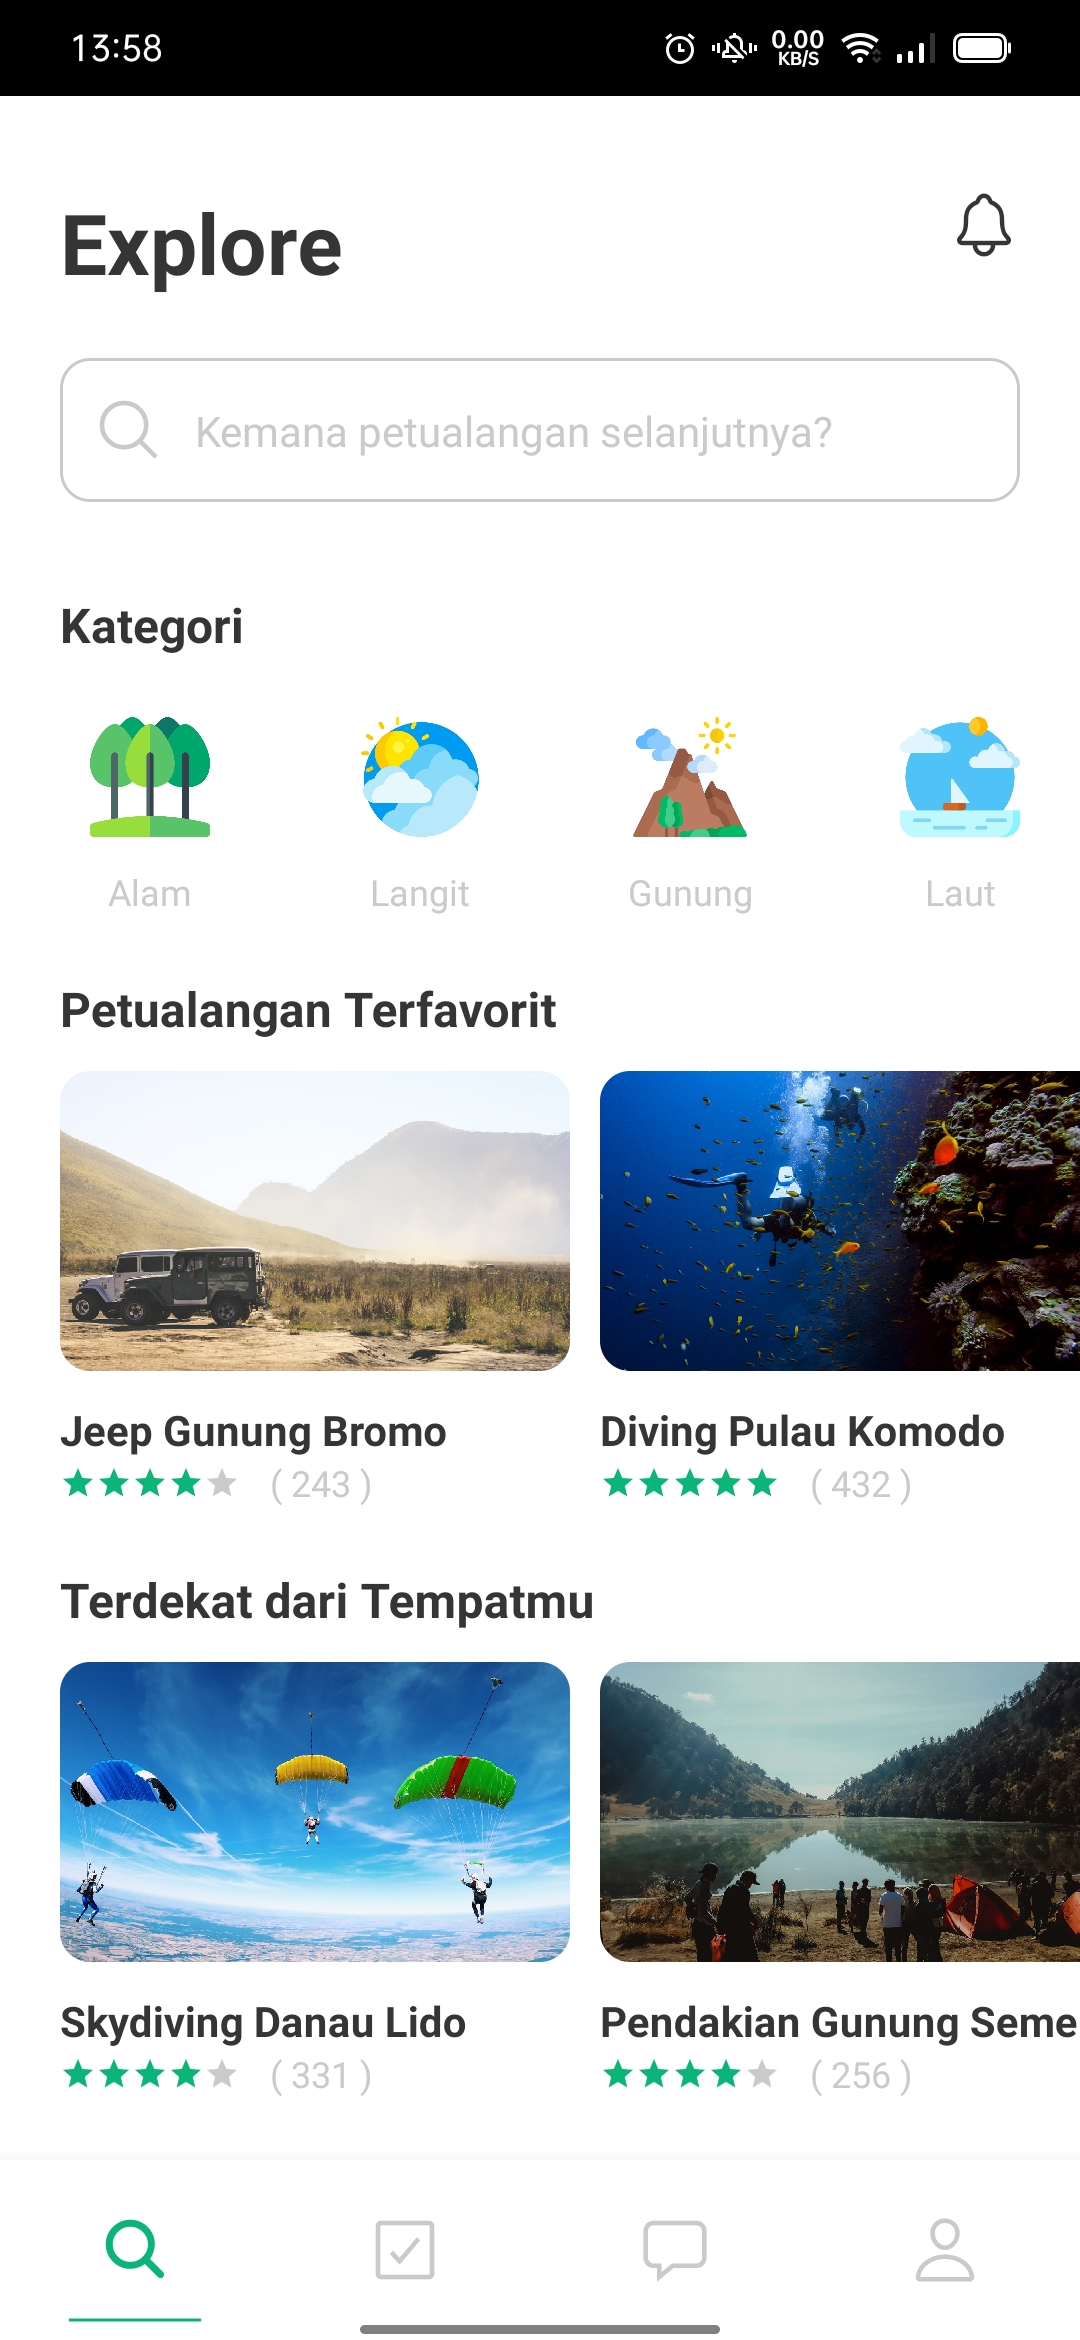 13:58
0.00
KB/S
Explore
Kemana petualangan selanjutnya?
Kategori
Alam
Langit
Gunung
Laut
Petualangan Terfavorit
Jeep Gunung Bromo
( 243 )
Diving Pulau Komodo
( 432 )
Terdekat dari Tempatmu
Skydiving Danau Lido
( 331 )
Pendakian Gunung Seme
( 256 )